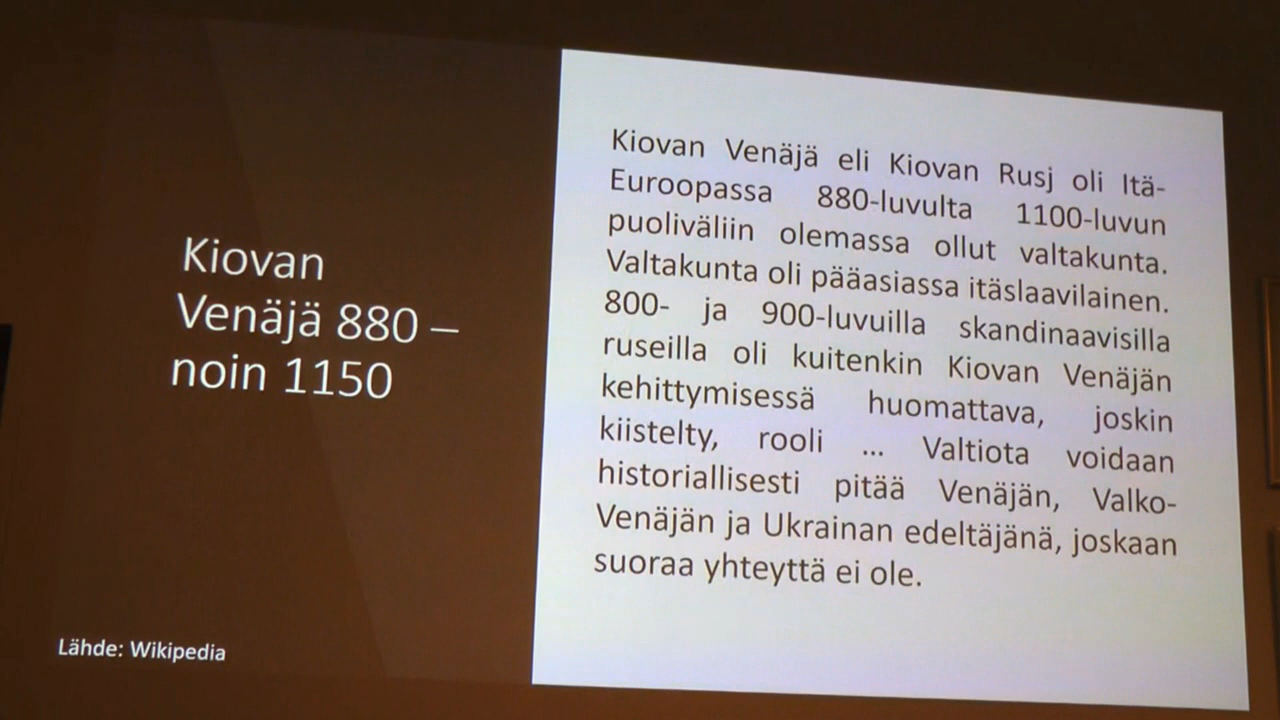 Kiovan
Venäjä 880 –
noin 1150
Lähde: Wikipedia
Kiovan Venäjä eli Kiovan Rusj oli Itä-
Euroopassa 880-luvulta 1100-luvun
puoliväliin olemassa ollut valtakunta.
Valtakunta oli pääasiassa itäslaavilainen.
800- ja 900-luvuilla skandinaavisilla
ruseilla oli kuitenkin Kiovan Venäjän
kehittymisessä huomattava, joskin
kiistelty, rooli ... Valtiota voidaan
historiallisesti pitää Venäjän, Valko-
Venäjän ja Ukrainan edeltäjänä, joskaan
suoraa yhteyttä ei ole.